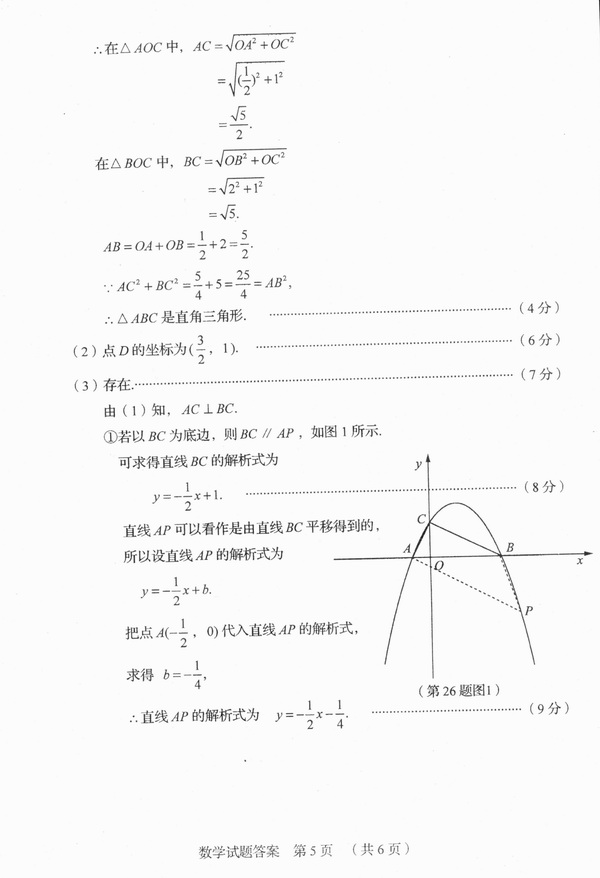 ∴在△AOC中，AC=√(OA²+OC²)
=√((1/2)²+1²)
=√5/2.
在△BOC中，BC=√(OB²+OC²)
=√(2²+1²)
=√5.
AB=OA+OB=1/2+2=5/2.
∵AC²+BC²=5/4+5=25/4=AB²，
∴△ABC是直角三角形. ……（4分）
（2）点D的坐标为(3/2，1). ……（6分）
（3）存在.……（7分）
由（1）知，AC⊥BC.
①若以BC为底边，则BC∥AP，如图1所示.
可求得直线BC的解析式为
y=-1/2x+1. ……（8分）
直线AP可以看作是由直线BC平移得到的，
所以设直线AP的解析式为
y=-1/2x+b.
把点A(-1/2，0)代入直线AP的解析式，
求得 b=-1/4，
∴直线AP的解析式为 y=-1/2x-1/4. ……（9分）
y
C
A
B
O
x
P
（第26题图1）
数学试题答案 第5页 （共6页）